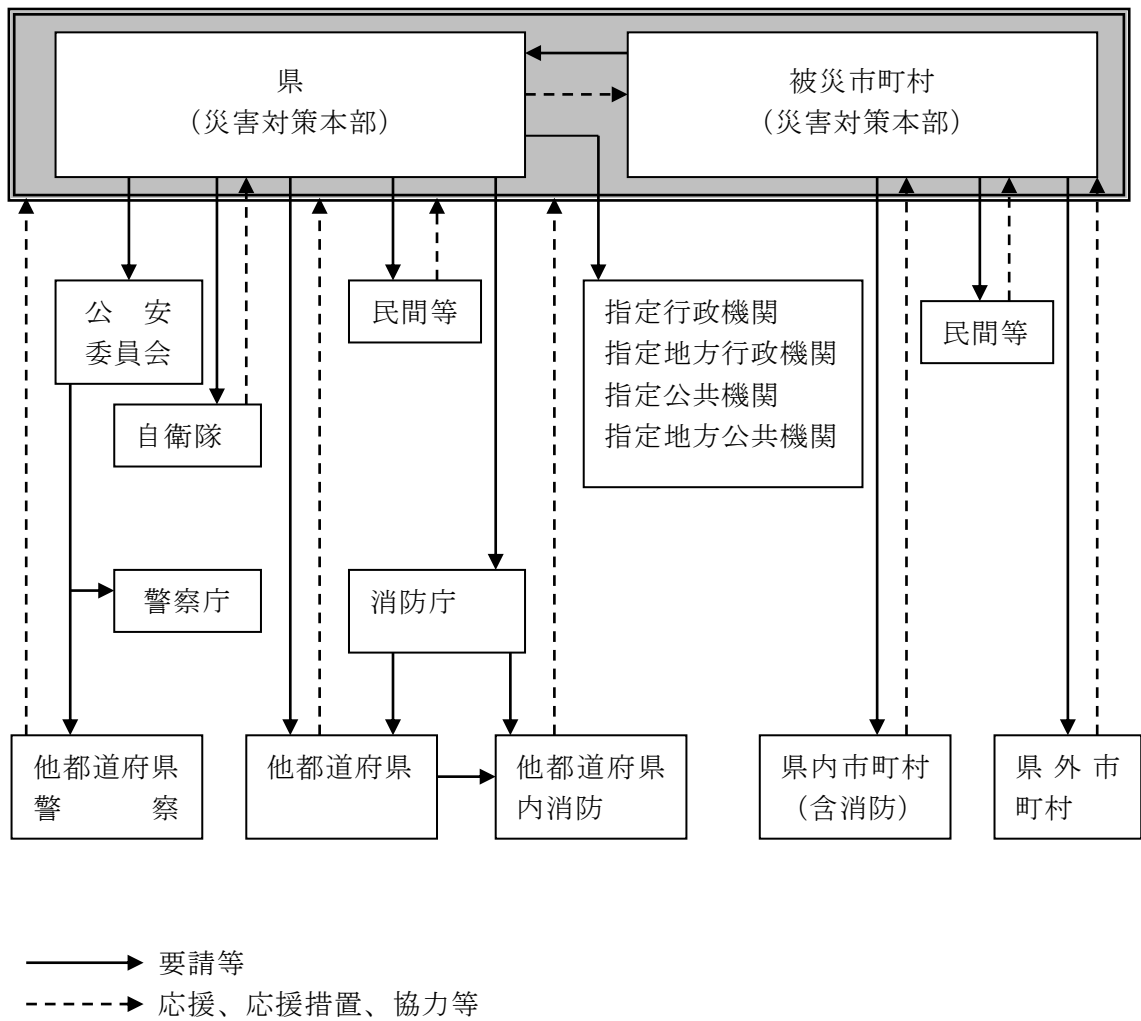 県
（災害対策本部）
被災市町村
（災害対策本部）
公　安
委員会
民間等
指定行政機関
指定地方行政機関
指定公共機関
指定地方公共機関
民間等
自衛隊
警察庁
消防庁
他都道府県
警　　　察
他都道府県
他都道府県
内消防
県内市町村
（含消防）
県 外 市
町村
要請等
応援、応援措置、協力等